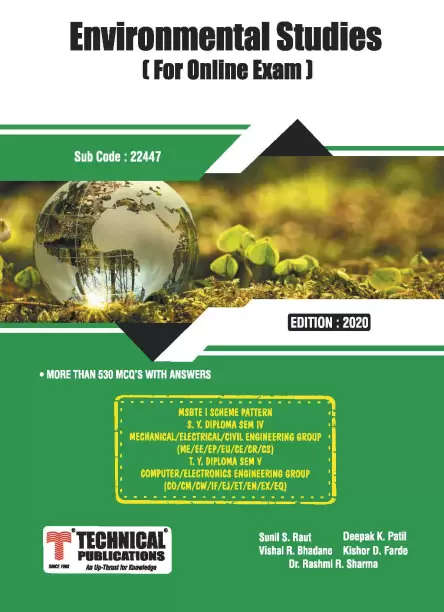 Environmental Studies
( For Online Exam )
Sub Code : 22447
EDITION : 2020
• MORE THAN 530 MCQ'S WITH ANSWERS
MSBTE I SCHEME PATTERN
S. Y. DIPLOMA SEM IV
MECHANICAL/ELECTRICAL/CIVIL ENGINEERING GROUP
(ME/EE/EP/EU/CE/CR/CS)
T. Y. DIPLOMA SEM V
COMPUTER/ELECTRONICS ENGINEERING GROUP
(CO/CM/CW/IF/EJ/ET/EN/EX/EQ)
TECHNICAL
PUBLICATIONS
SINCE 1993 An Up-Thrust for Knowledge
Sunil S. Raut Deepak K. Patil
Vishal R. Bhadane Kishor D. Farde
Dr. Rashmi R. Sharma